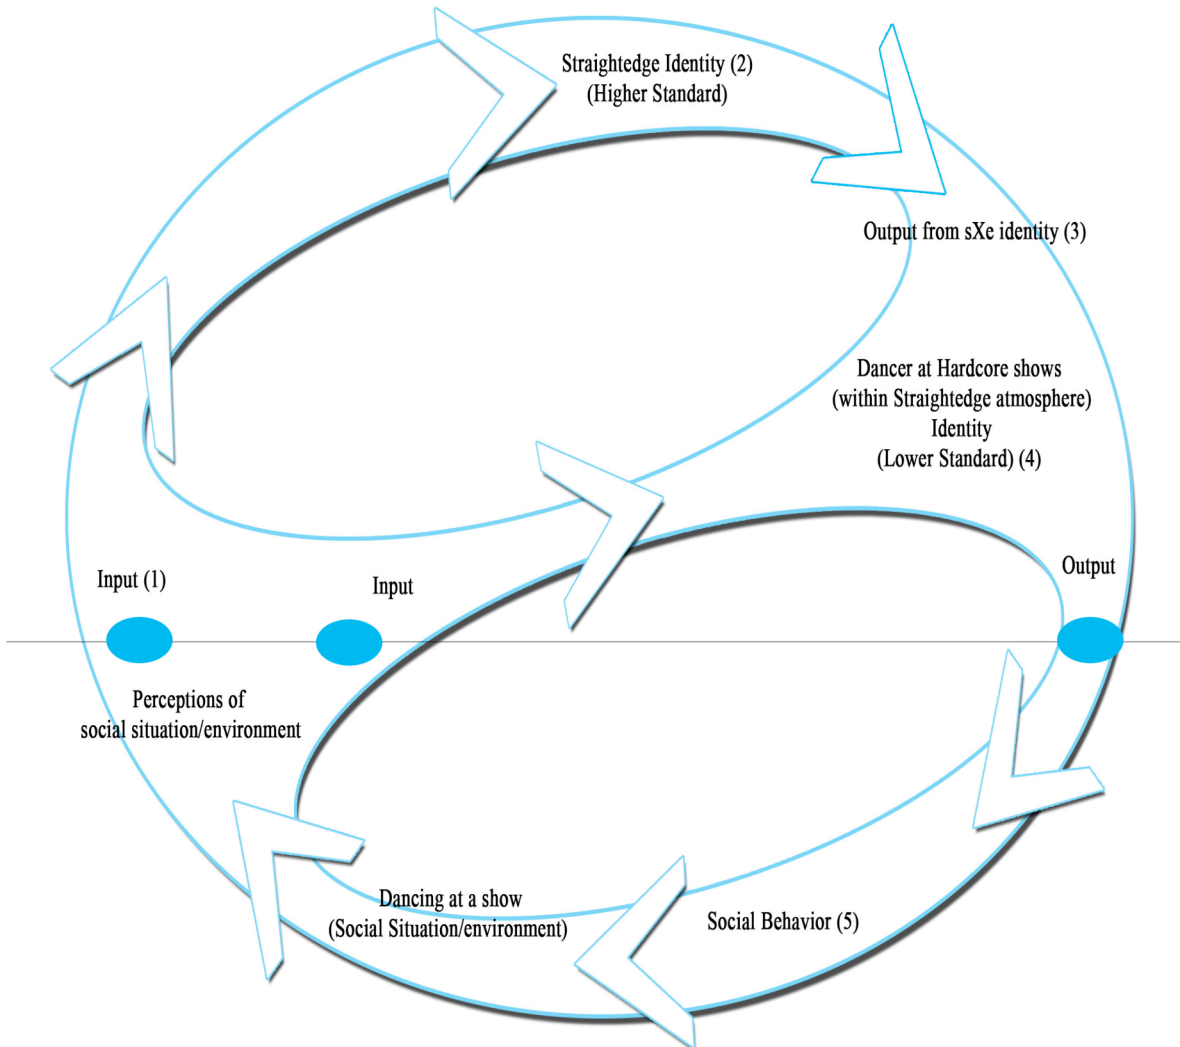 Straightedge Identity (2)
(Higher Standard)
Output from sXe identity (3)
Dancer at Hardcore shows
(within Straightedge atmosphere)
Identity
(Lower Standard) (4)
Input (1)
Input
Output
Perceptions of
social situation/environment
Dancing at a show
(Social Situation/environment)
Social Behavior (5)